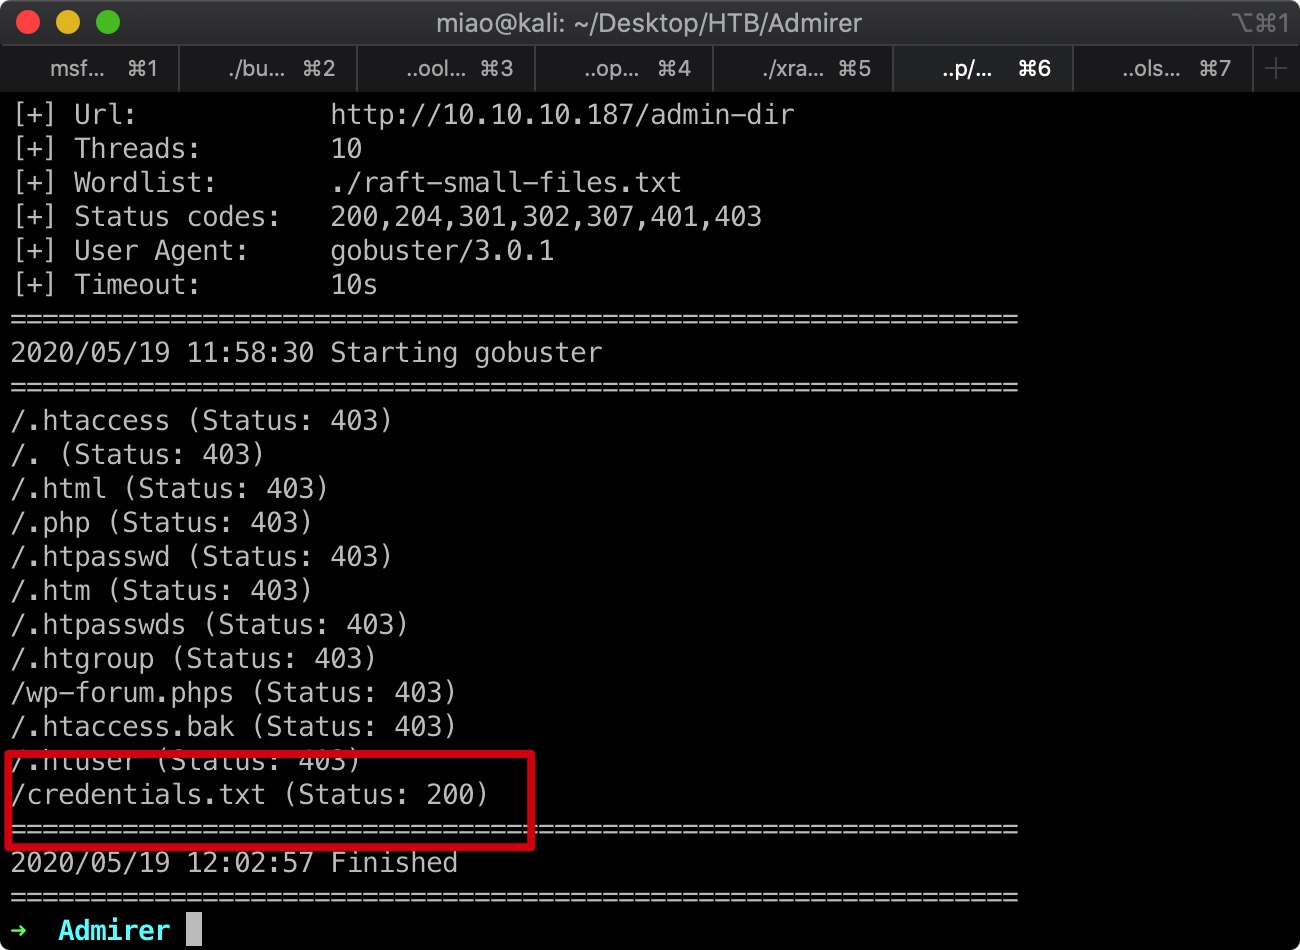 miao@kali: ~/Desktop/HTB/Admirer
⌥⌘1
msf... ⌘1
./bu... ⌘2
..ool... ⌘3
..op... ⌘4
./xra... ⌘5
..p/... ⌘6
..ols... ⌘7
[+] Url: http://10.10.10.187/admin-dir
[+] Threads: 10
[+] Wordlist: ./raft-small-files.txt
[+] Status codes: 200,204,301,302,307,401,403
[+] User Agent: gobuster/3.0.1
[+] Timeout: 10s
===============================================================
2020/05/19 11:58:30 Starting gobuster
===============================================================
/.htaccess (Status: 403)
/. (Status: 403)
/.html (Status: 403)
/.php (Status: 403)
/.htpasswd (Status: 403)
/.htm (Status: 403)
/.htpasswds (Status: 403)
/.htgroup (Status: 403)
/wp-forum.phps (Status: 403)
/.htaccess.bak (Status: 403)
/.htuser (Status: 403)
/credentials.txt (Status: 200)
===============================================================
2020/05/19 12:02:57 Finished
===============================================================
→ Admirer